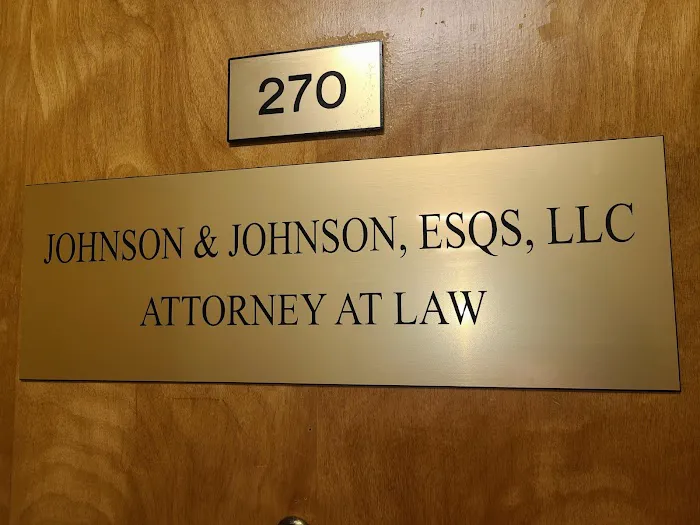 270
JOHNSON & JOHNSON, ESQS, LLC
ATTORNEY AT LAW